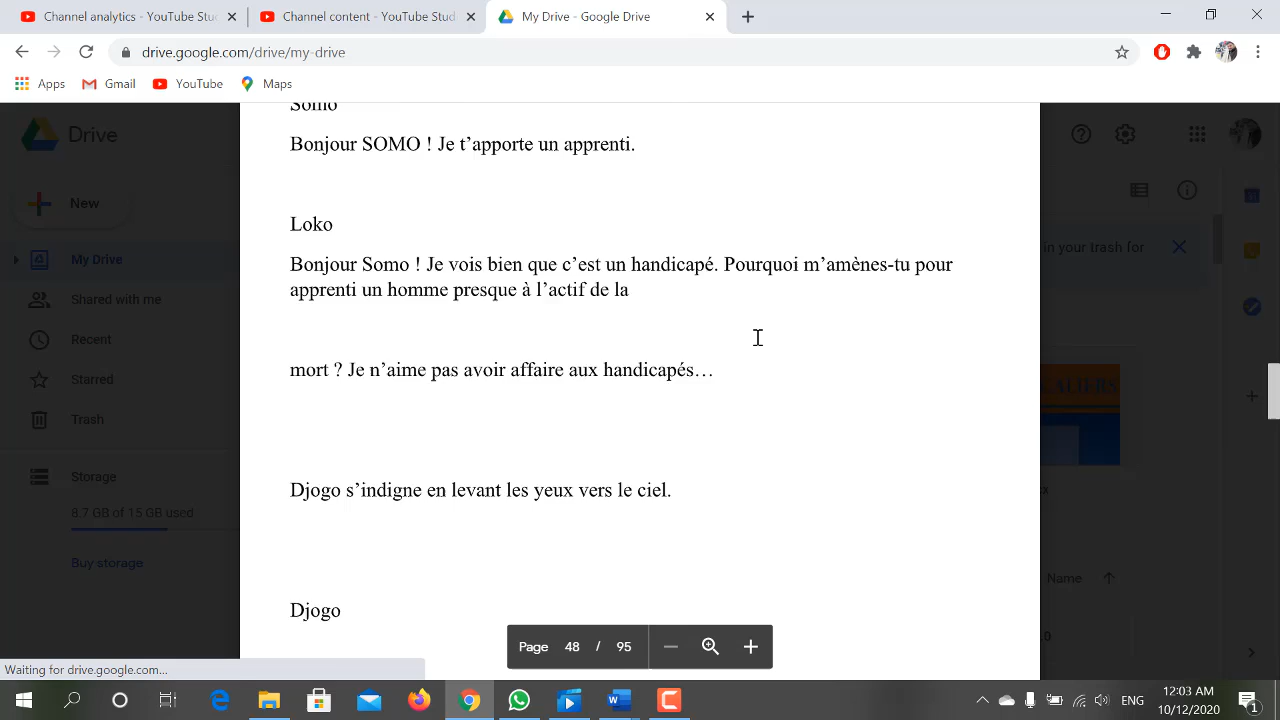 Channel analytics - YouTube Stu
Channel content - YouTube Studi
My Drive - Google Drive
drive.google.com/drive/my-drive
Apps
Gmail
YouTube
Maps
Drive
New
My Drive
Shared with me
Recent
Starred
Trash
Storage
8.7 GB of 15 GB used
Buy storage
in your trash for
Name
Somo
Bonjour SOMO ! Je t’apporte un apprenti.
Loko
Bonjour Somo ! Je vois bien que c’est un handicapé. Pourquoi m’amènes-tu pour
apprenti un homme presque à l’actif de la
mort ? Je n’aime pas avoir affaire aux handicapés…
Djogo s’indigne en levant les yeux vers le ciel.
Djogo
Page 48 / 95
Waiting for drive.google.com...
ENG
12:03 AM
10/12/2020